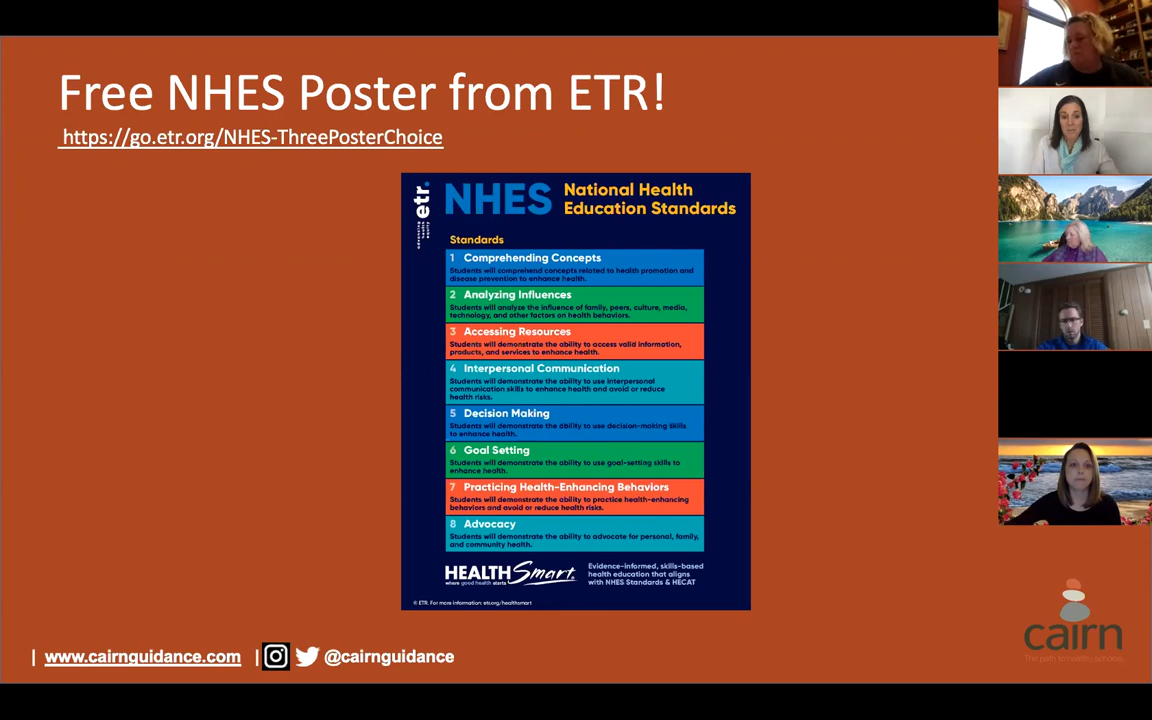 Free NHES Poster from ETR!
https://go.etr.org/NHES-ThreePosterChoice
etr.
advancing health equity
NHES
National Health
Education Standards
Standards
1 Comprehending Concepts
Students will comprehend concepts related to health promotion and
disease prevention to enhance health.
2 Analyzing Influences
Students will analyze the influence of family, peers, culture, media,
technology, and other factors on health behaviors.
3 Accessing Resources
Students will demonstrate the ability to access valid information,
products, and services to enhance health.
4 Interpersonal Communication
Students will demonstrate the ability to use interpersonal
communication skills to enhance health and avoid or reduce
health risks.
5 Decision Making
Students will demonstrate the ability to use decision-making skills
to enhance health.
6 Goal Setting
Students will demonstrate the ability to use goal-setting skills to
enhance health.
7 Practicing Health-Enhancing Behaviors
Students will demonstrate the ability to practice health-enhancing
behaviors and avoid or reduce health risks.
8 Advocacy
Students will demonstrate the ability to advocate for personal, family,
and community health.
HEALTHSmart®
where good health starts
Evidence-informed, skills-based
health education that aligns
with NHES Standards & HECAT
© ETR. For more information: etr.org/healthsmart
| www.cairnguidance.com | @cairnguidance
cairn
The path to healthy schools.